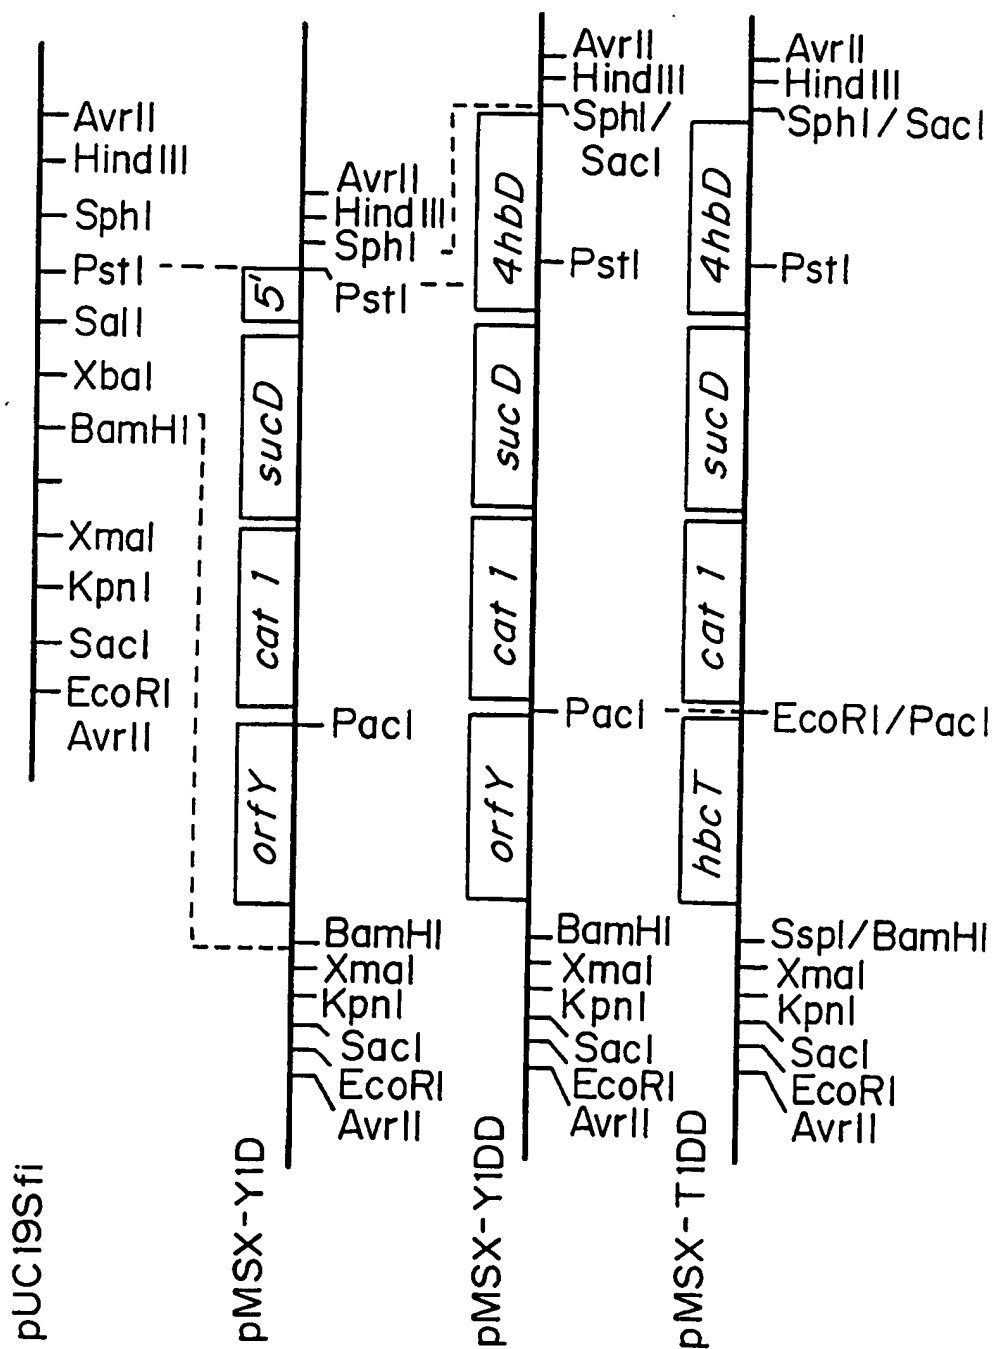 AvrII
HindIII
SphI
PstI
SalI
XbaI
BamHI
XmaI
KpnI
SacI
EcoRI
AvrII
pUC19Sfi
AvrII
HindIII
SphI
PstI
5'
sucD
cat 1
PacI
orfY
BamHI
XmaI
KpnI
SacI
EcoRI
AvrII
pMSX-Y1D
AvrII
HindIII
SphI/
SacI
4hbD
PstI
sucD
cat 1
PacI
orfY
BamHI
XmaI
KpnI
SacI
EcoRI
AvrII
pMSX-Y1DD
AvrII
HindIII
SphI/SacI
4hbD
PstI
sucD
cat 1
EcoRI/PacI
hbcT
SspI/BamHI
XmaI
KpnI
SacI
EcoRI
AvrII
pMSX-T1DD